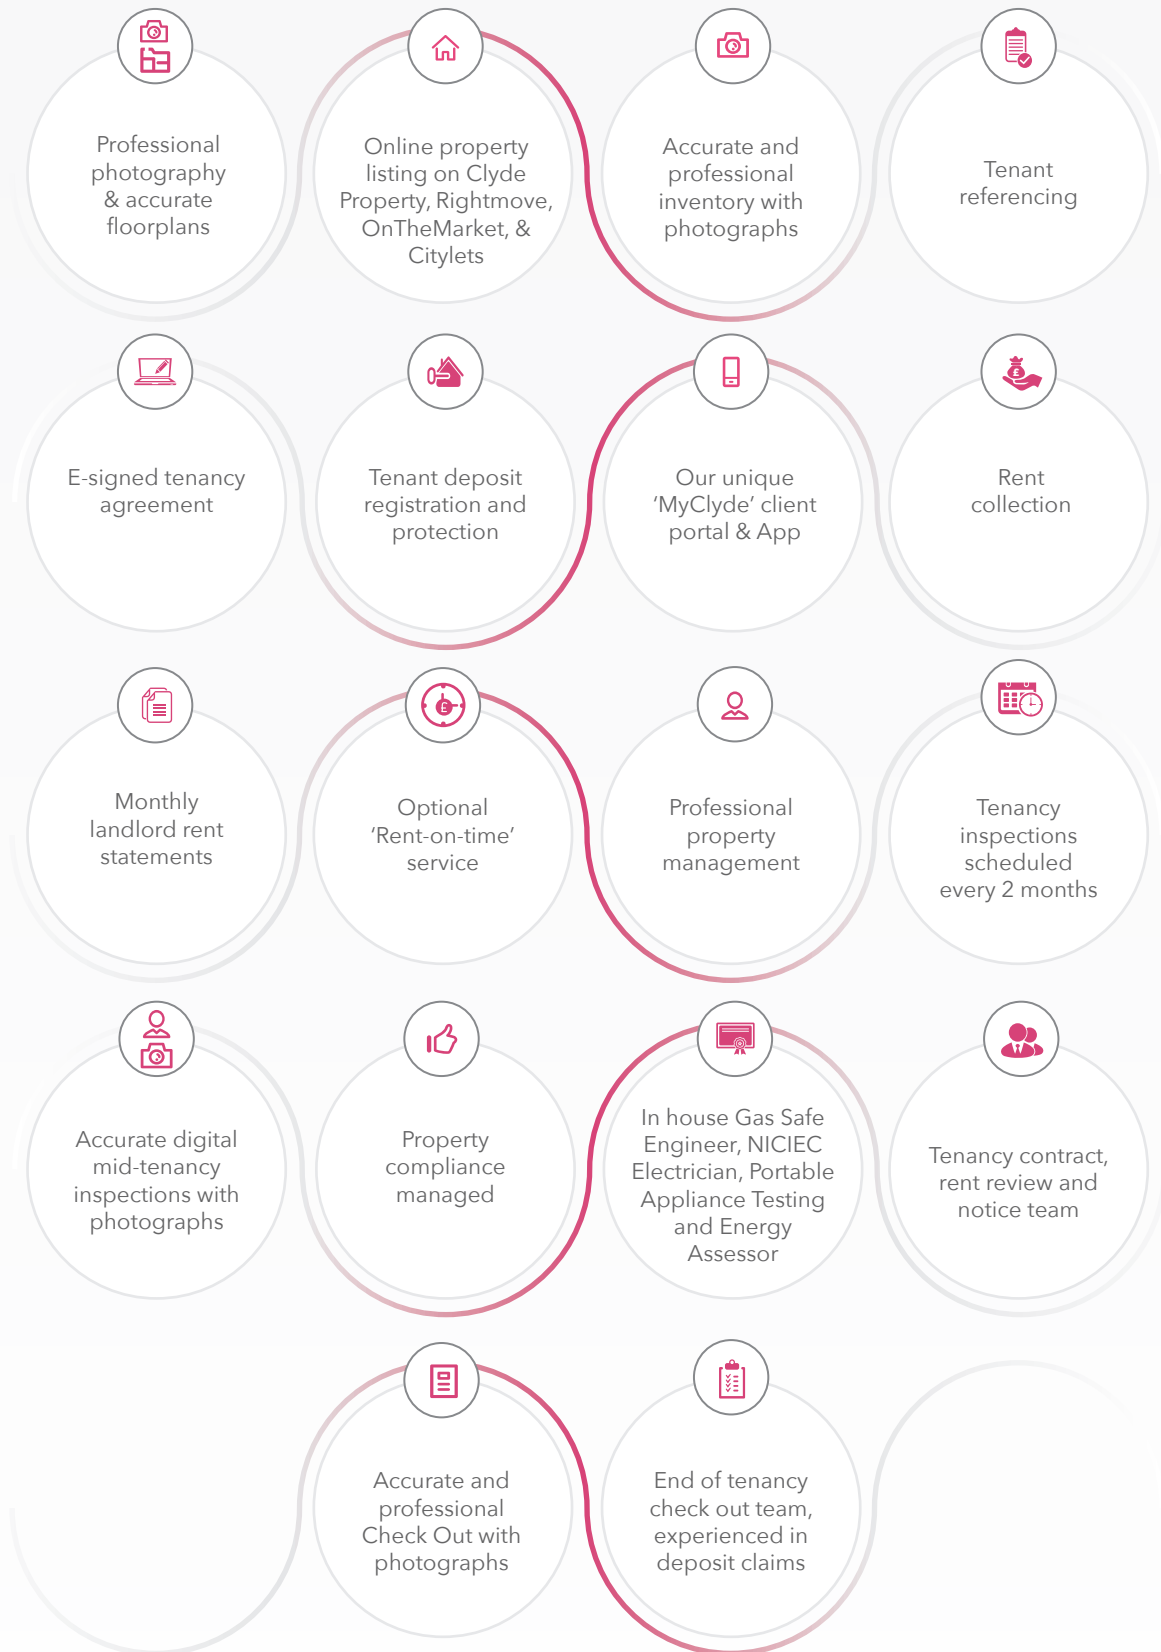 Professional
photography
& accurate
floorplans
Online property
listing on Clyde
Property, Rightmove,
OnTheMarket, &
Citylets
Accurate and
professional
inventory with
photographs
Tenant
referencing
E-signed tenancy
agreement
Tenant deposit
registration and
protection
Our unique
‘MyClyde’ client
portal & App
£
Rent
collection
Monthly
landlord rent
statements
£
Optional
‘Rent-on-time’
service
Professional
property
management
Tenancy
inspections
scheduled
every 2 months
Accurate digital
mid-tenancy
inspections with
photographs
Property
compliance
managed
In house Gas Safe
Engineer, NICIEC
Electrician, Portable
Appliance Testing
and Energy
Assessor
Tenancy contract,
rent review and
notice team
Accurate and
professional
Check Out with
photographs
End of tenancy
check out team,
experienced in
deposit claims